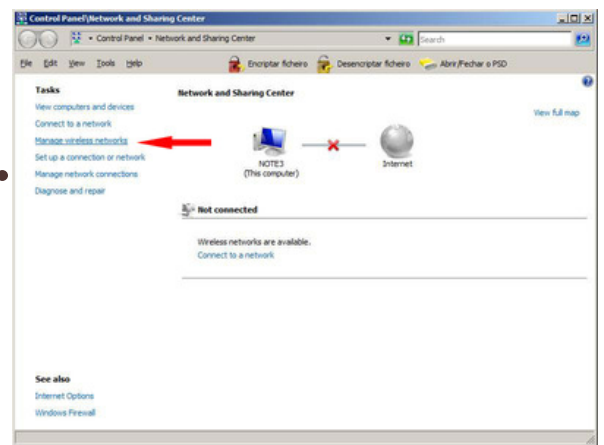 Control Panel\Network and Sharing Center
Control Panel • Network and Sharing Center
Search
File Edit View Tools Help
Encriptar ficheiro Desencriptar ficheiro Abrir/Fechar o PSD
Tasks
View computers and devices
Connect to a network
Manage wireless networks
Set up a connection or network
Manage network connections
Diagnose and repair
Network and Sharing Center
View full map
NOTE3
(This computer)
Internet
Not connected
Wireless networks are available.
Connect to a network
See also
Internet Options
Windows Firewall